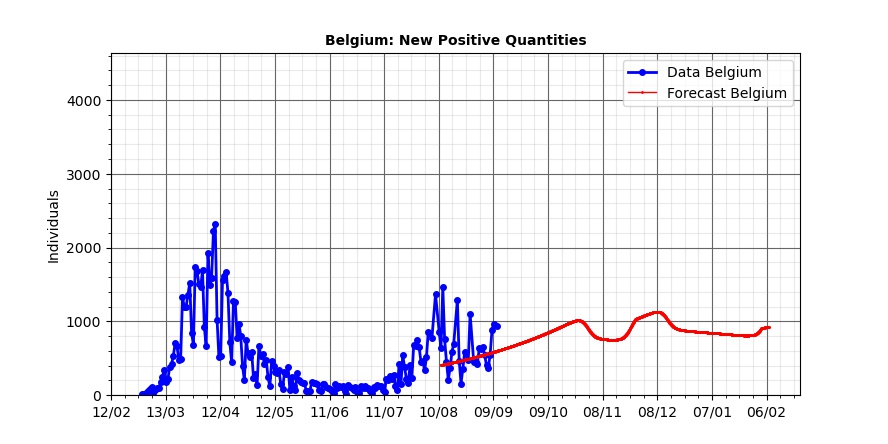 Belgium: New Positive Quantities
Data Belgium
Forecast Belgium
Individuals
4000
3000
2000
1000
0
12/02 13/03 12/04 12/05 11/06 11/07 10/08 09/09 09/10 08/11 08/12 07/01 06/02